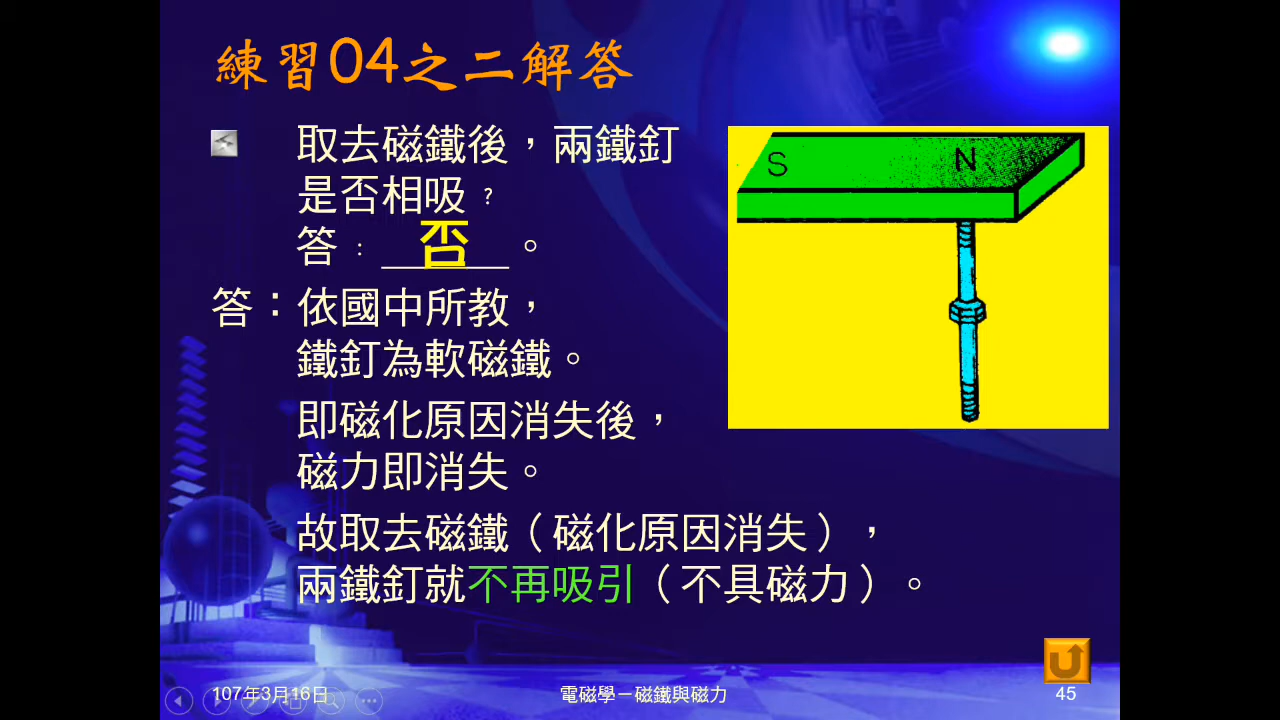 練習04之二解答
取去磁鐵後，兩鐵釘
是否相吸﹖
答﹕ 否 。
答：依國中所教，
鐵釘為軟磁鐵。
即磁化原因消失後，
磁力即消失。
故取去磁鐵（磁化原因消失），
兩鐵釘就不再吸引（不具磁力）。
S N
107年3月16日 電磁學－磁鐵與磁力 45